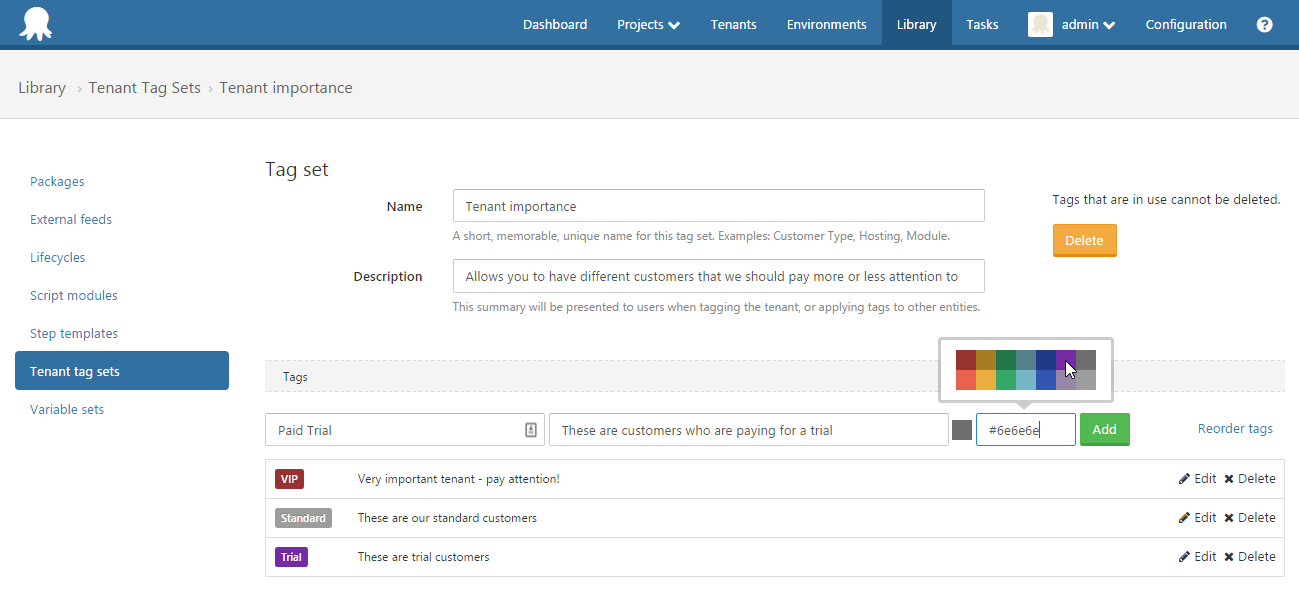 Dashboard Projects Tenants Environments Library Tasks admin Configuration ?
Library › Tenant Tag Sets › Tenant importance
Packages
External feeds
Lifecycles
Script modules
Step templates
Tenant tag sets
Variable sets
Tag set
Name
Tenant importance
A short, memorable, unique name for this tag set. Examples: Customer Type, Hosting, Module.
Description
Allows you to have different customers that we should pay more or less attention to
This summary will be presented to users when tagging the tenant, or applying tags to other entities.
Tags that are in use cannot be deleted.
Delete
Tags
Paid Trial These are customers who are paying for a trial #6e6e6e Add Reorder tags
VIP Very important tenant - pay attention! Edit Delete
Standard These are our standard customers Edit Delete
Trial These are trial customers Edit Delete